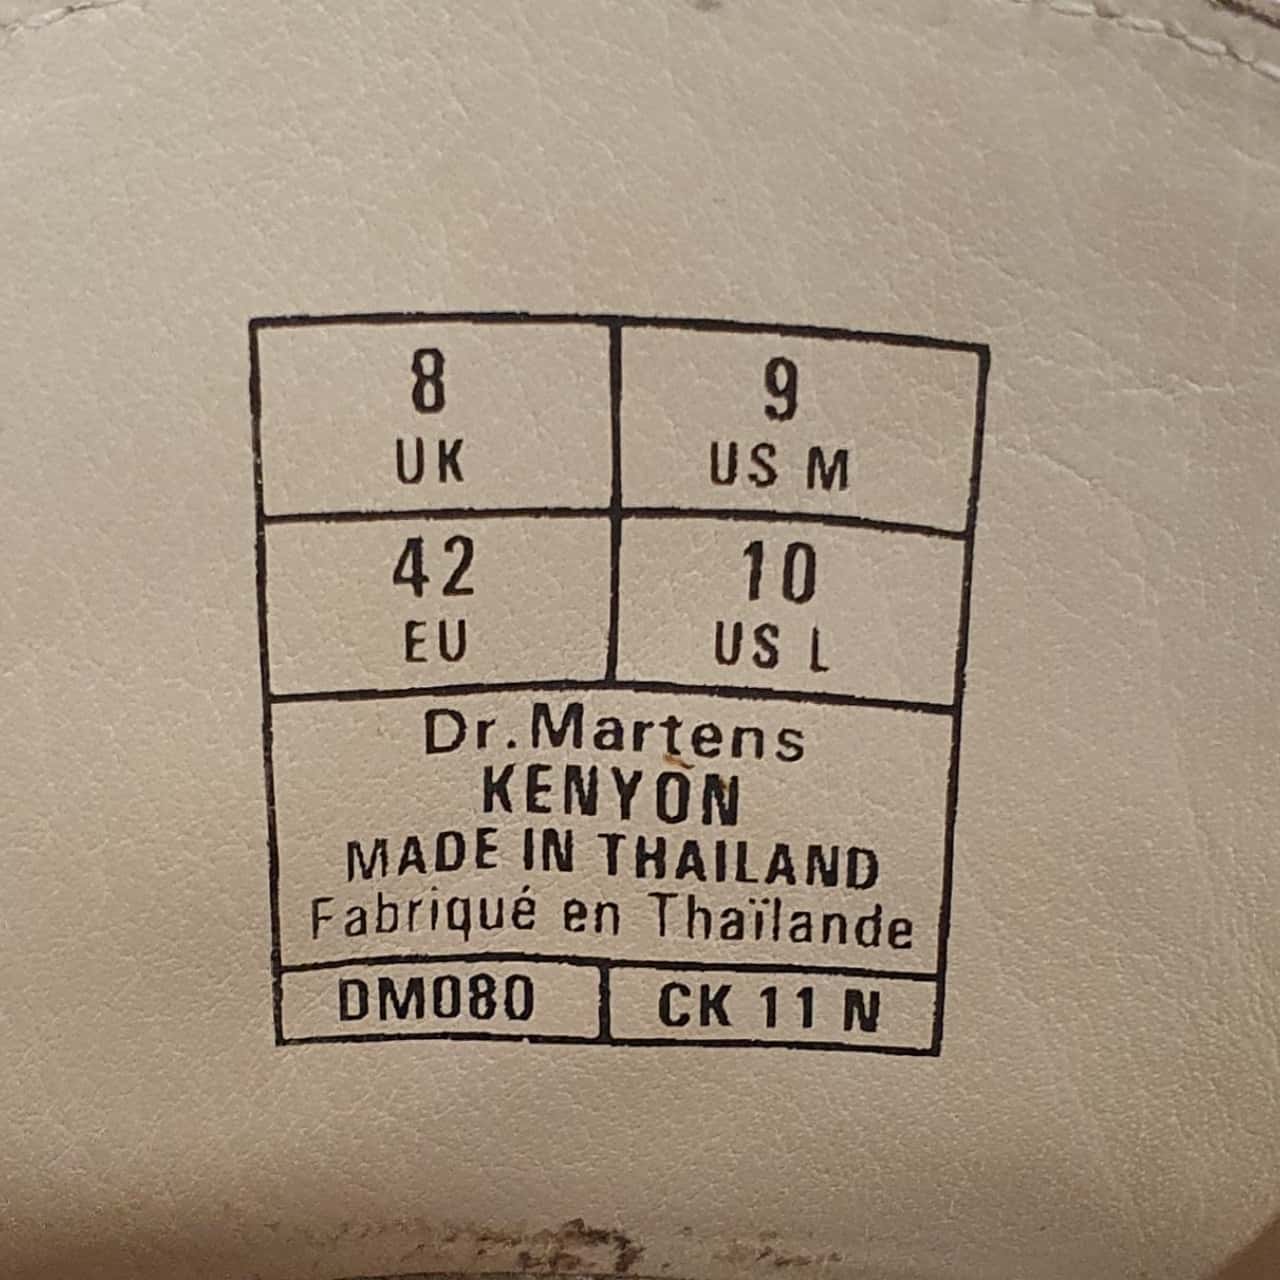 8 9
UK US M
42 10
EU US L
Dr.Martens
KENYON
MADE IN THAILAND
Fabriqué en Thaïlande
DM080 CK 11 N